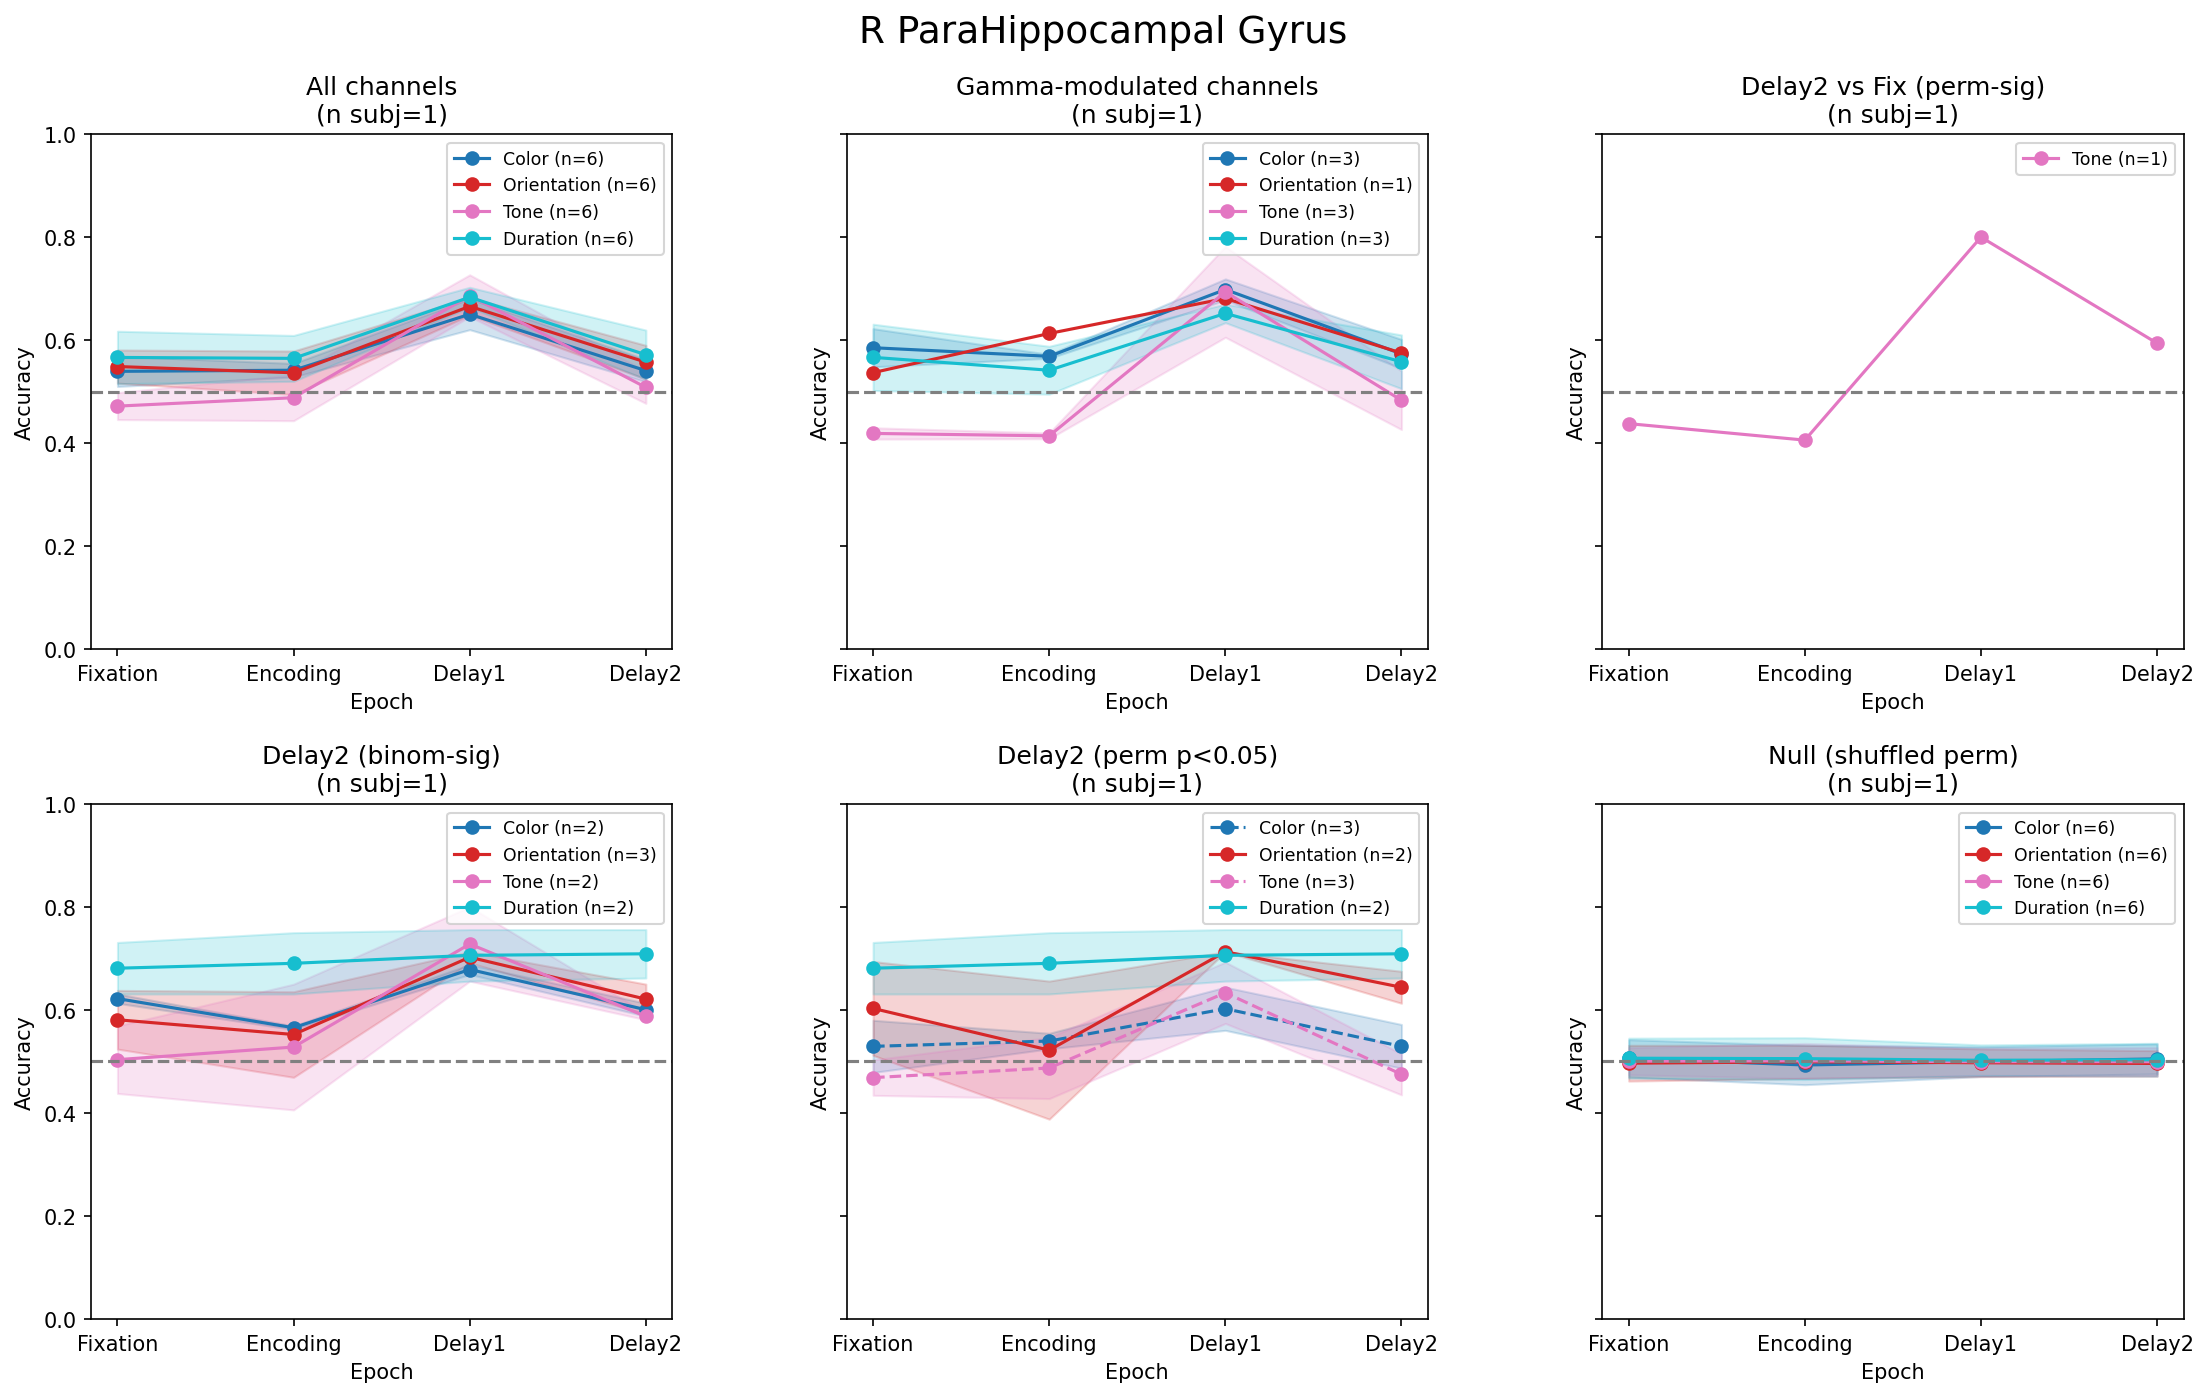 R ParaHippocampal Gyrus
All channels
(n subj=1)
Accuracy
1.0
0.8
0.6
0.4
0.2
0.0
Color (n=6)
Orientation (n=6)
Tone (n=6)
Duration (n=6)
Fixation Encoding Delay1 Delay2
Epoch
Gamma-modulated channels
(n subj=1)
Accuracy
Color (n=3)
Orientation (n=1)
Tone (n=3)
Duration (n=3)
Fixation Encoding Delay1 Delay2
Epoch
Delay2 vs Fix (perm-sig)
(n subj=1)
Accuracy
Tone (n=1)
Fixation Encoding Delay1 Delay2
Epoch
Delay2 (binom-sig)
(n subj=1)
Accuracy
1.0
0.8
0.6
0.4
0.2
0.0
Color (n=2)
Orientation (n=3)
Tone (n=2)
Duration (n=2)
Fixation Encoding Delay1 Delay2
Epoch
Delay2 (perm p<0.05)
(n subj=1)
Accuracy
Color (n=3)
Orientation (n=2)
Tone (n=3)
Duration (n=2)
Fixation Encoding Delay1 Delay2
Epoch
Null (shuffled perm)
(n subj=1)
Accuracy
Color (n=6)
Orientation (n=6)
Tone (n=6)
Duration (n=6)
Fixation Encoding Delay1 Delay2
Epoch